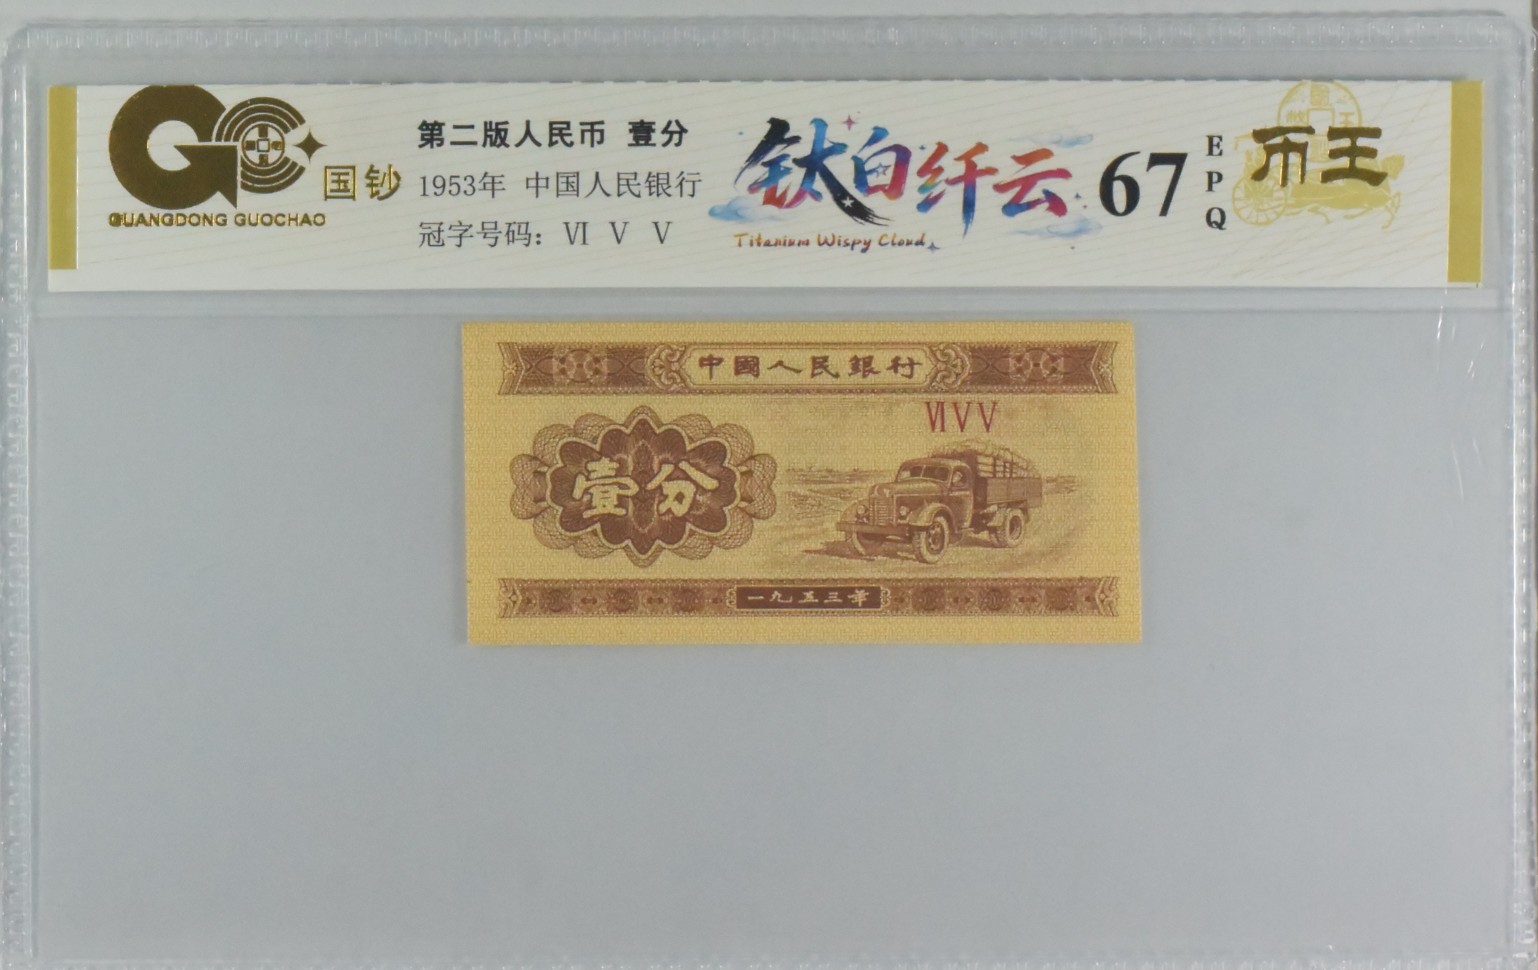 国钞
GUANGDONG GUOCHAO
第二版人民币 壹分
1953年 中国人民银行
冠字号码：Ⅵ Ⅴ Ⅴ
钛白纤云
Titanium Wispy Cloud
67
EPQ
币王
中國人民銀行
ⅥⅤⅤ
壹分
一九五三年